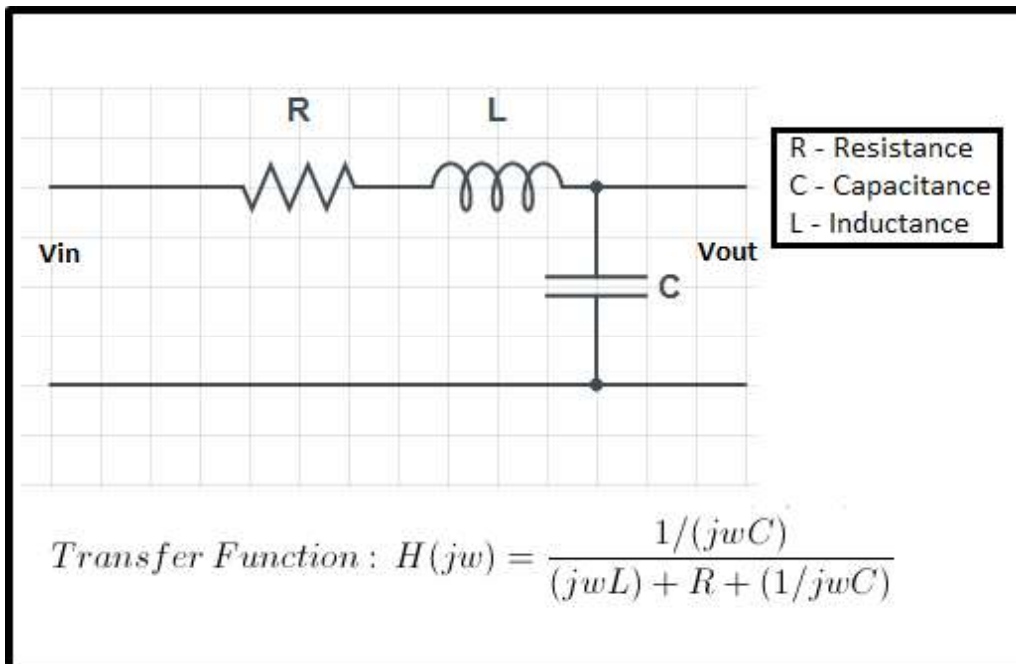 R L
R - Resistance
C - Capacitance
L - Inductance
Vin Vout
C
Transfer Function : H(jw) = 1/(jwC) / (jwL) + R + (1/jwC)